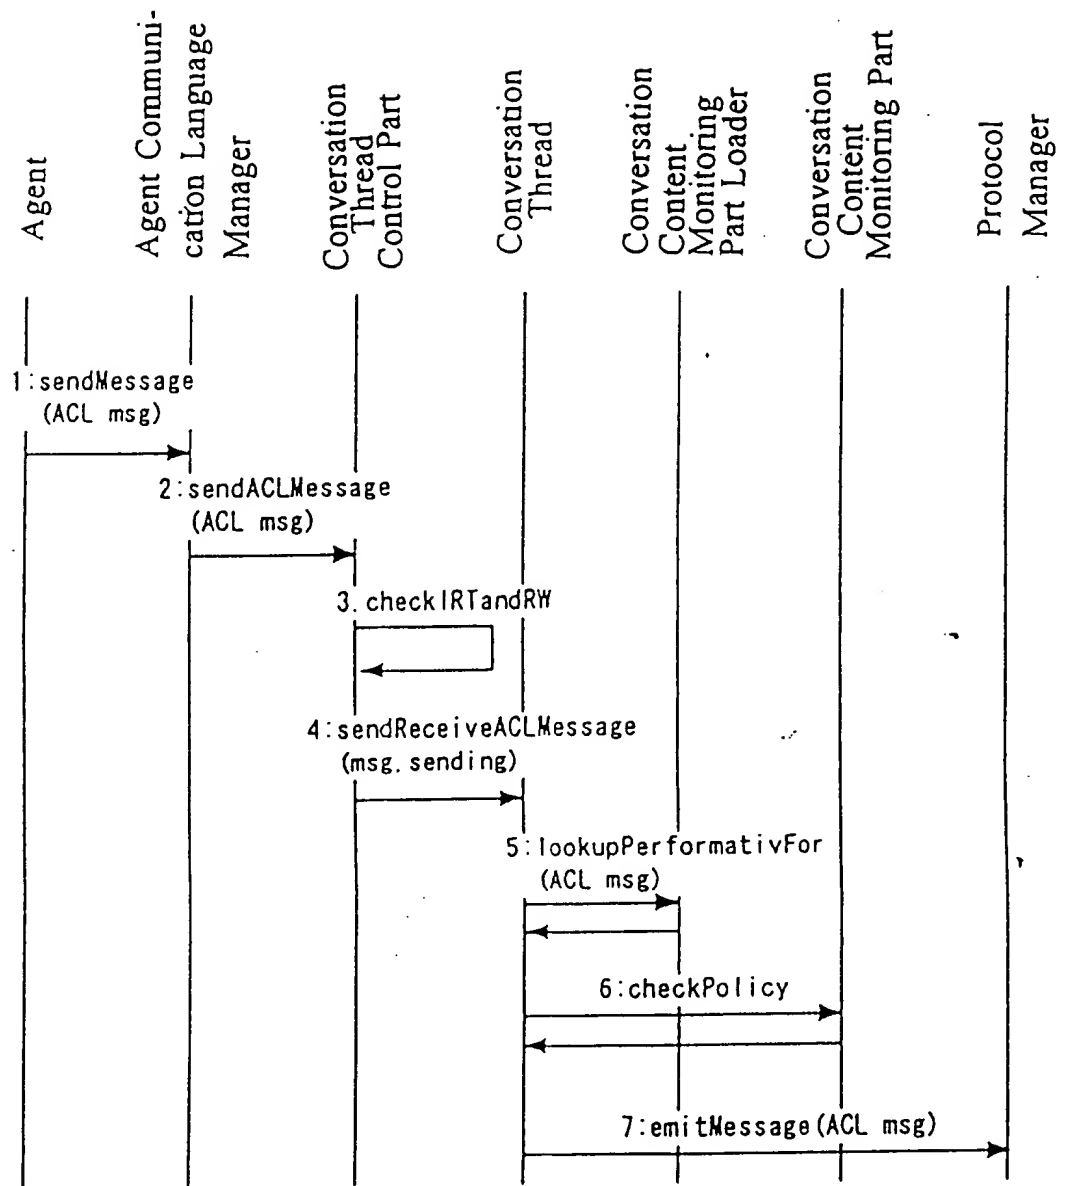 Agent
Agent Communi-
cation Language
Manager
Conversation
Thread
Control Part
Conversation
Thread
Conversation
Content
Monitoring
Part Loader
Conversation
Content
Monitoring Part
Protocol
Manager
1:sendMessage
(ACL msg)
2:sendACLMessage
(ACL msg)
3. checkIRTandRW
4:sendReceiveACLMessage
(msg. sending)
5:lookupPerformativFor
(ACL msg)
6:checkPolicy
7:emitMessage(ACL msg)